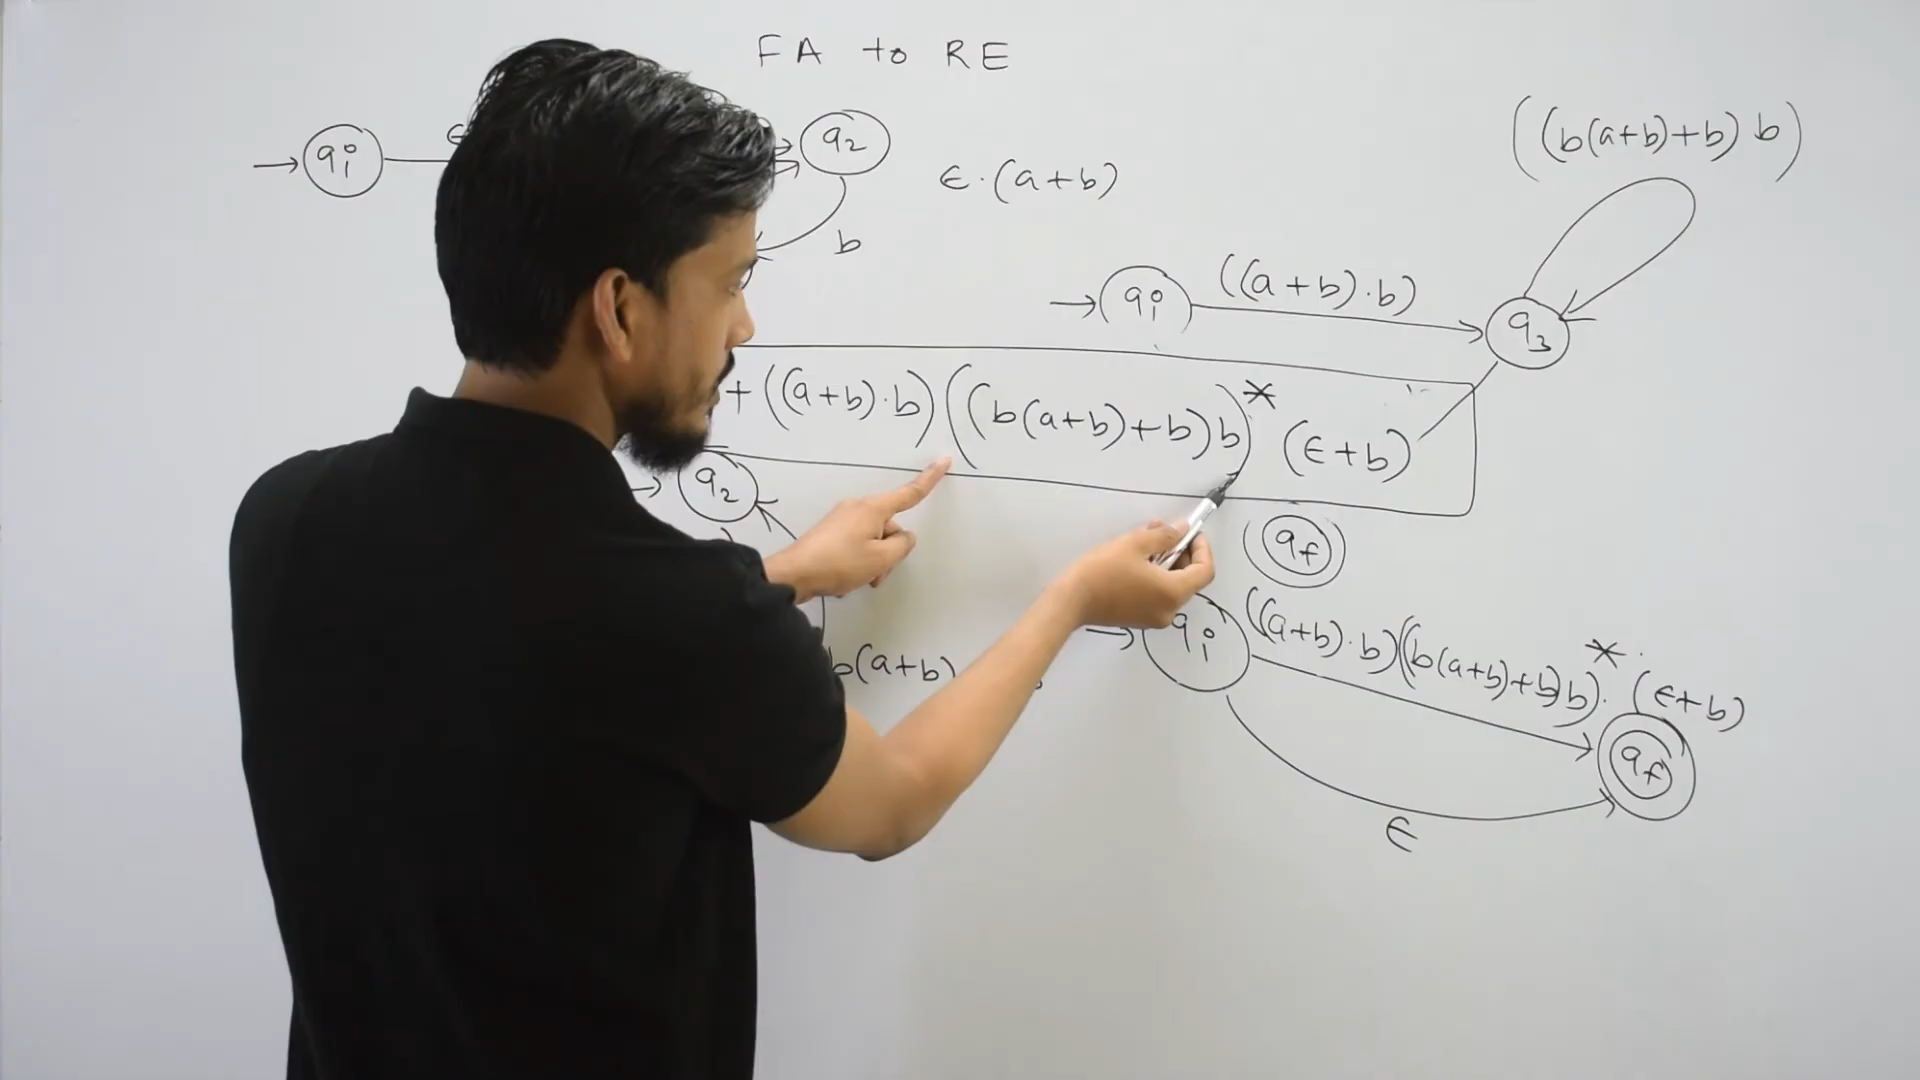 FA to RE
qi
q2
ϵ·(a+b)
b
((b(a+b)+b)b)
qi
((a+b)·b)
q3
+ ((a+b)·b)((b(a+b)+b)b)* (ϵ+b)
q2
qf
b(a+b)
qi
((a+b)·b)((b(a+b)+b)b)*·(ϵ+b)
qf
ϵ